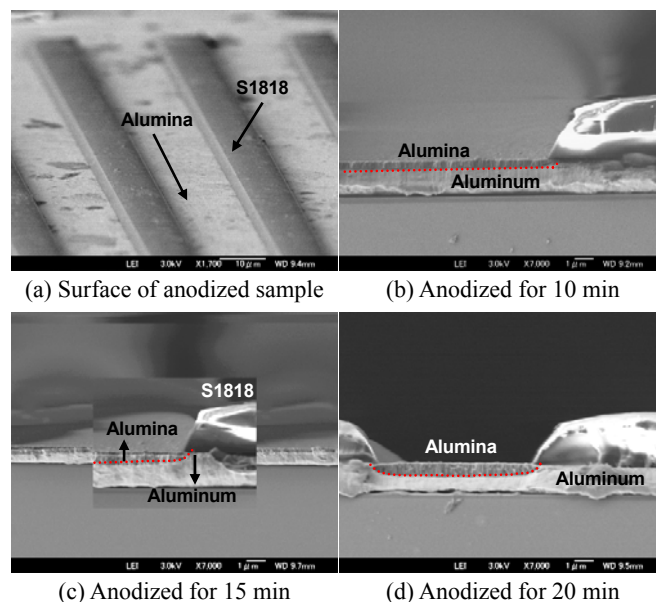 S1818
Alumina
LEI 3.0kV X1,700 10μm WD 9.4mm
(a) Surface of anodized sample
Alumina
Aluminum
LEI 3.0kV X7,000 1μm WD 9.2mm
(b) Anodized for 10 min
S1818
Alumina
Aluminum
LEI 3.0kV X7,000 1μm WD 9.7mm
(c) Anodized for 15 min
Alumina
Aluminum
LEI 3.0kV X7,000 1μm WD 9.5mm
(d) Anodized for 20 min